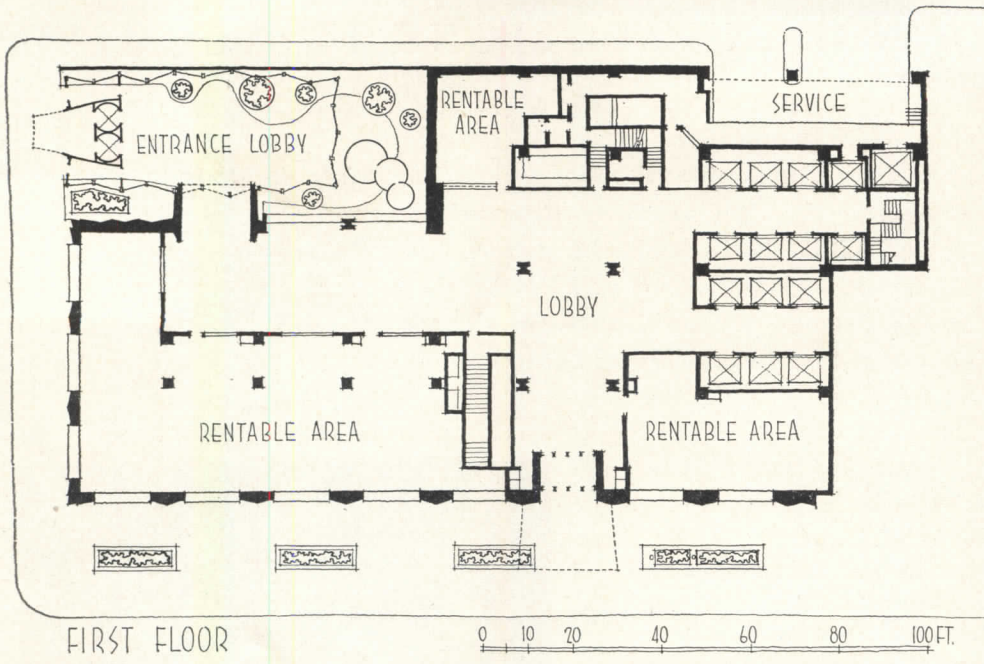 RENTABLE
AREA
SERVICE
ENTRANCE LOBBY
LOBBY
RENTABLE AREA
RENTABLE AREA
FIRST FLOOR
0 10 20 40 60 80 100 FT.